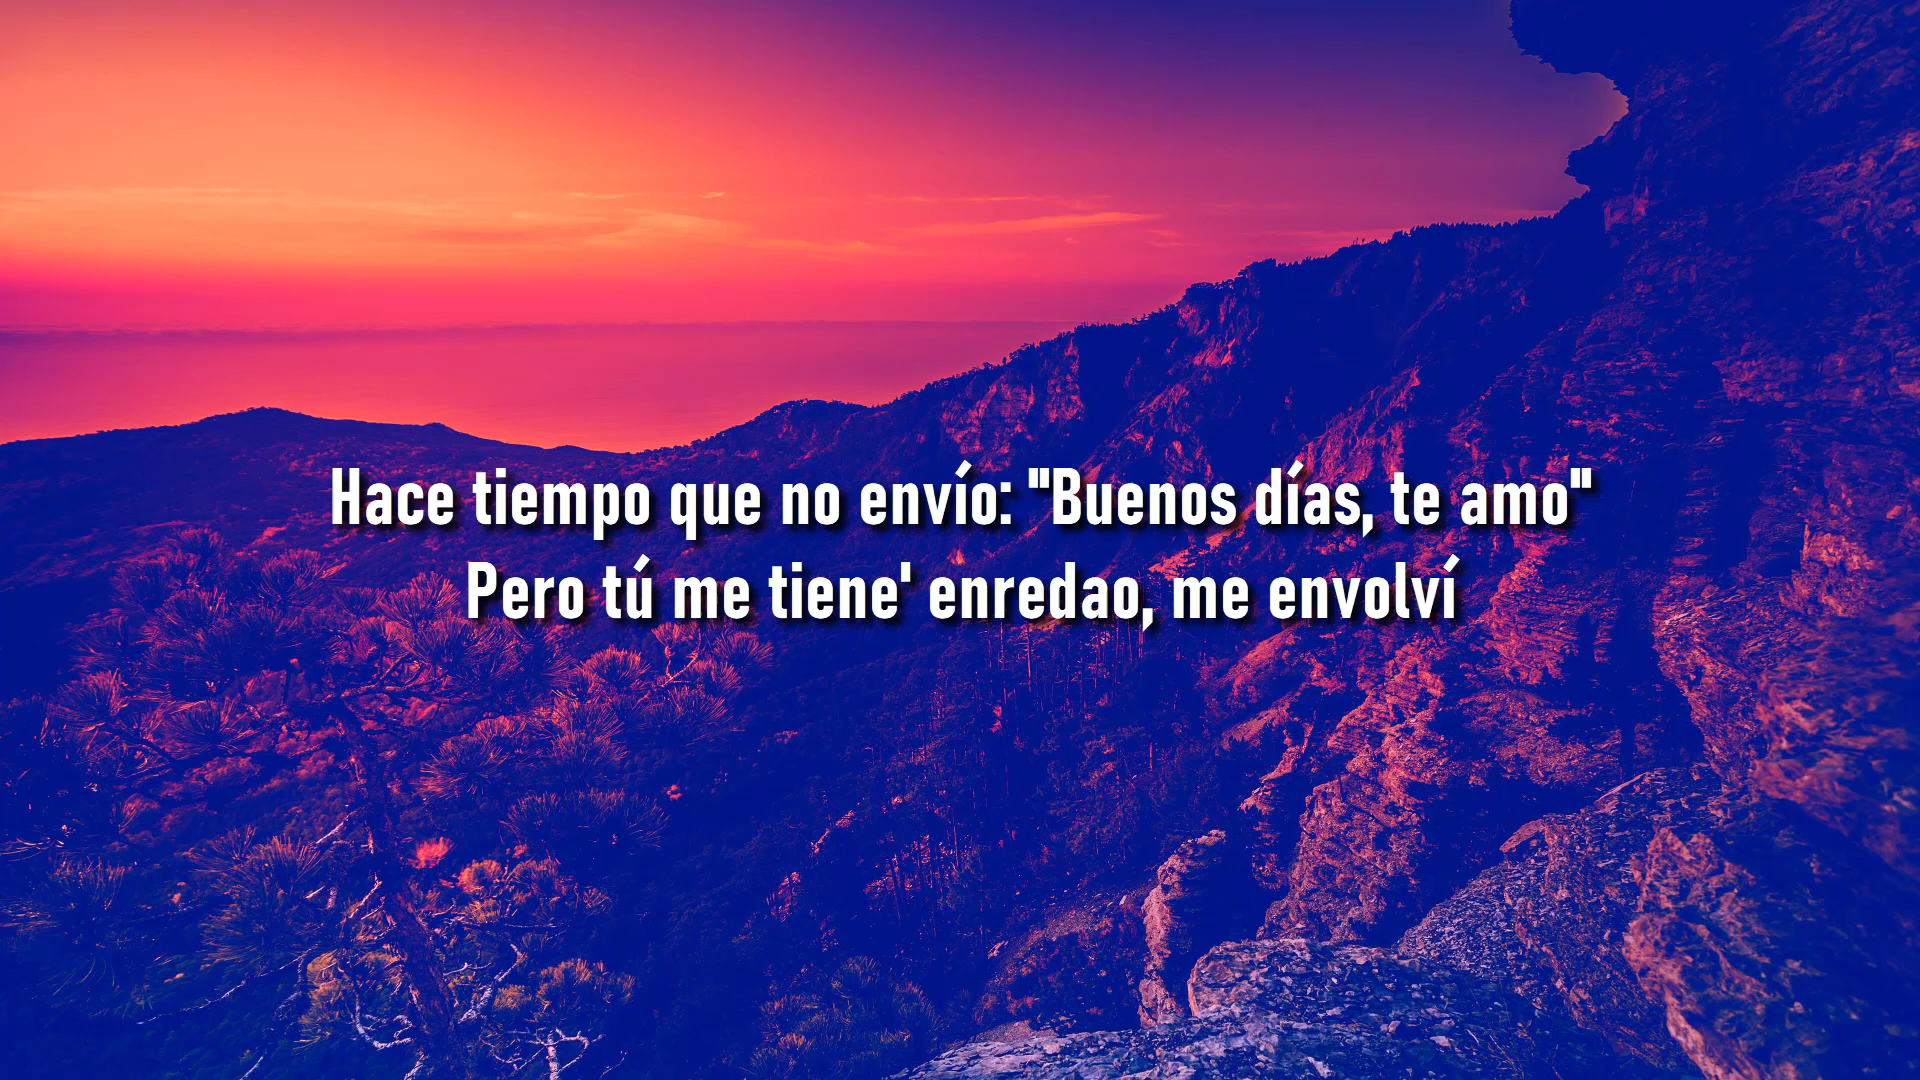 Hace tiempo que no envío: "Buenos días, te amo"
Pero tú me tiene' enredao, me envolví